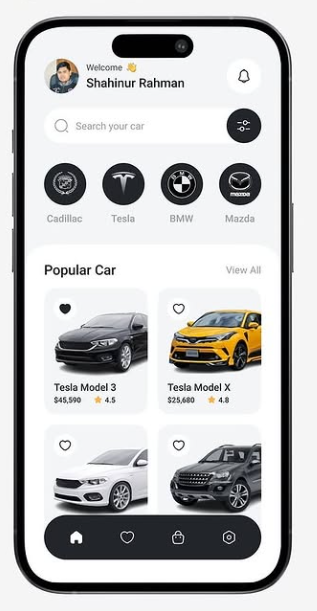 Welcome 👋
Shahinur Rahman
Search your car
Cadillac
Tesla
BMW
Mazda
mazda
Popular Car
View All
Tesla Model 3
$45,590 4.5
Tesla Model X
$25,680 4.8